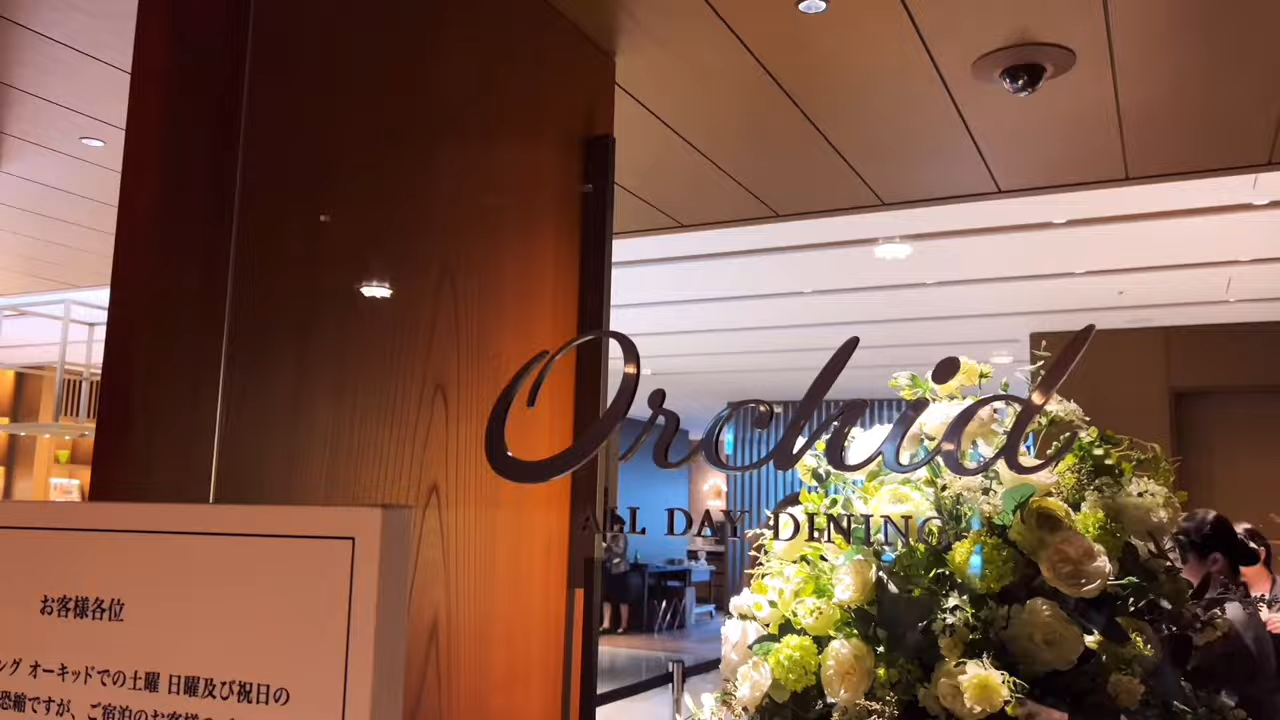 Orchid
ALL DAY DINING
お客様各位
ング オーキッドでの土曜 日曜及び祝日の
恐縮ですが、ご宿泊のお客様の